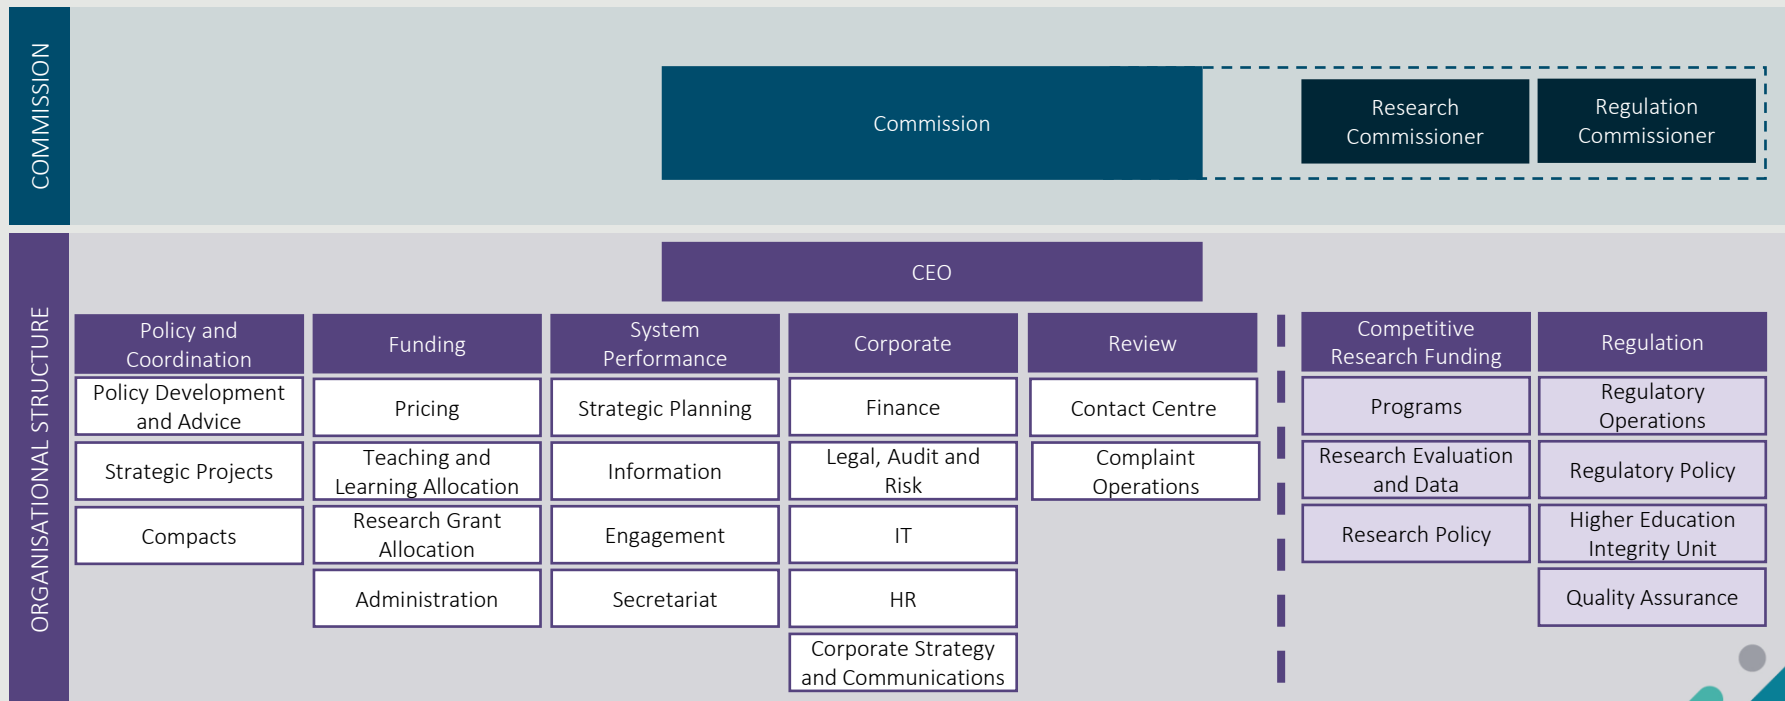 COMMISSION
Commission
Research
Commissioner
Regulation
Commissioner
ORGANISATIONAL STRUCTURE
CEO
Policy and
Coordination
Policy Development
and Advice
Strategic Projects
Compacts
Funding
Pricing
Teaching and
Learning Allocation
Research Grant
Allocation
Administration
System
Performance
Strategic Planning
Information
Engagement
Secretariat
Corporate
Finance
Legal, Audit and
Risk
IT
HR
Corporate Strategy
and Communications
Review
Contact Centre
Complaint
Operations
Competitive
Research Funding
Programs
Research Evaluation
and Data
Research Policy
Regulation
Regulatory
Operations
Regulatory Policy
Higher Education
Integrity Unit
Quality Assurance